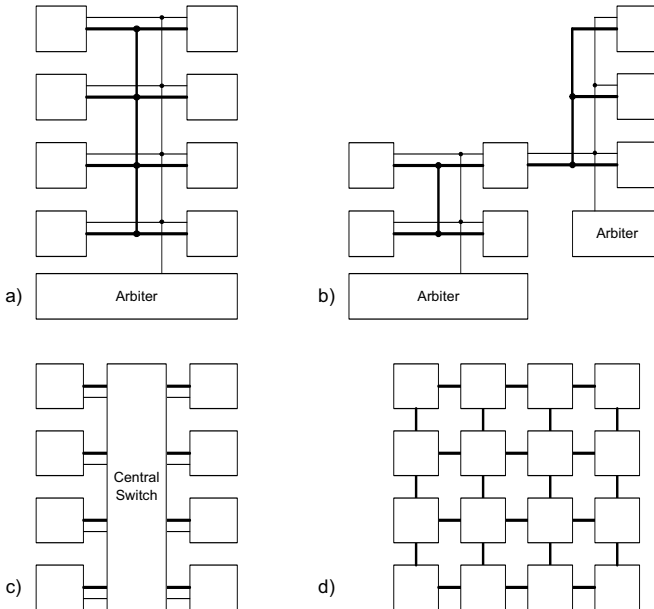 a)
Arbiter
b)
Arbiter
Arbiter
c)
Central
Switch
d)